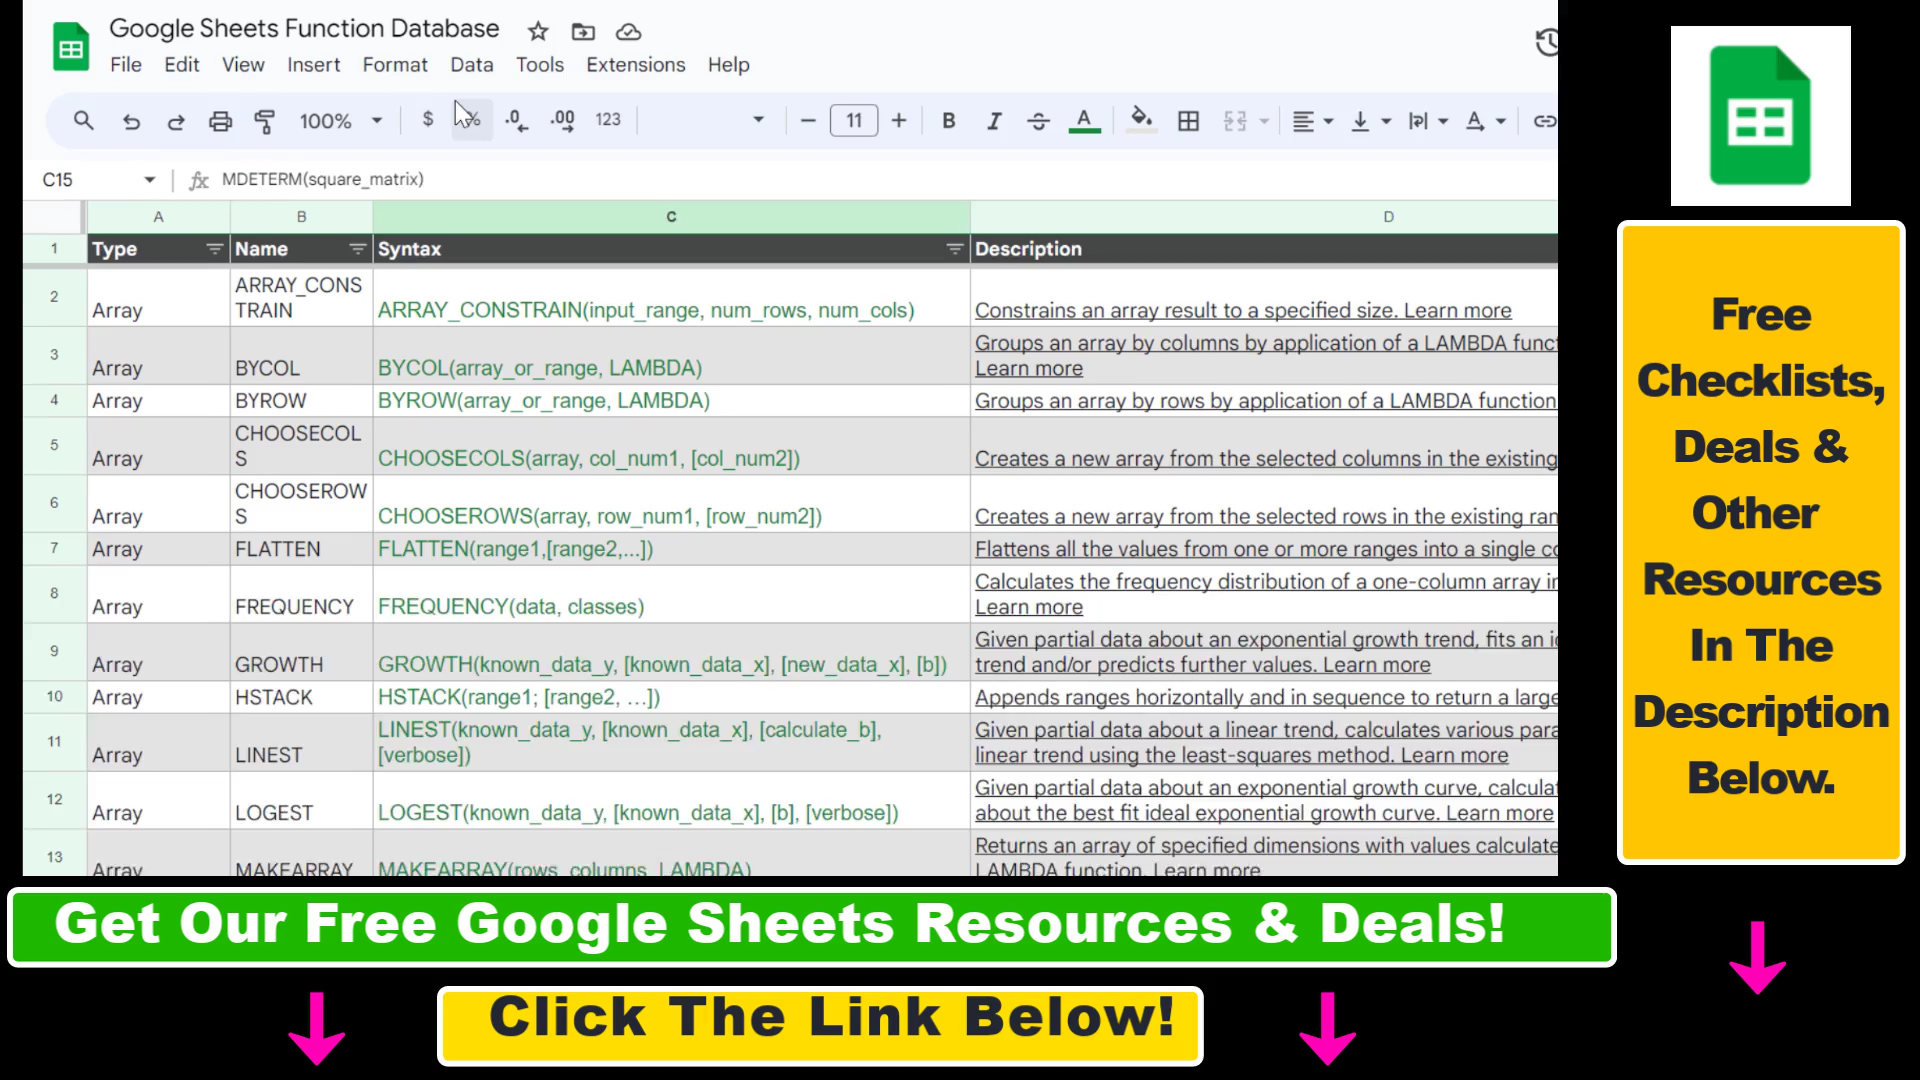 Google Sheets Function Database
File Edit View Insert Format Data Tools Extensions Help
100% $ % .0 .00 123 11 B I A A
C15 fx MDETERM(square_matrix)
A B C D
1 Type Name Syntax Description
2 Array ARRAY_CONS
TRAIN ARRAY_CONSTRAIN(input_range, num_rows, num_cols) Constrains an array result to a specified size. Learn more
3 Array BYCOL BYCOL(array_or_range, LAMBDA) Groups an array by columns by application of a LAMBDA
Learn more
4 Array BYROW BYROW(array_or_range, LAMBDA) Groups an array by rows by application of a LAMBDA function
5 Array CHOOSECOL
S CHOOSECOLS(array, col_num1, [col_num2]) Creates a new array from the selected columns in the existing
6 Array CHOOSEROW
S CHOOSEROWS(array, row_num1, [row_num2]) Creates a new array from the selected rows in the existing
7 Array FLATTEN FLATTEN(range1,[range2,...]) Flattens all the values from one or more ranges into a single
8 Array FREQUENCY FREQUENCY(data, classes) Calculates the frequency distribution of a one-column array
Learn more
9 Array GROWTH GROWTH(known_data_y, [known_data_x], [new_data_x], [b]) Given partial data about an exponential growth trend, fits an
trend and/or predicts further values. Learn more
10 Array HSTACK HSTACK(range1; [range2, …]) Appends ranges horizontally and in sequence to return a
11 Array LINEST LINEST(known_data_y, [known_data_x], [calculate_b],
[verbose]) Given partial data about a linear trend, calculates various
linear trend using the least-squares method. Learn more
12 Array LOGEST LOGEST(known_data_y, [known_data_x], [b], [verbose]) Given partial data about an exponential growth curve,
about the best fit ideal exponential growth curve. Learn more
13 Array MAKEARRAY MAKEARRAY(rows, columns, LAMBDA) Returns an array of specified dimensions with values
LAMBDA function. Learn more
Free
Checklists,
Deals &
Other
Resources
In The
Description
Below.
Get Our Free Google Sheets Resources & Deals!
Click The Link Below!